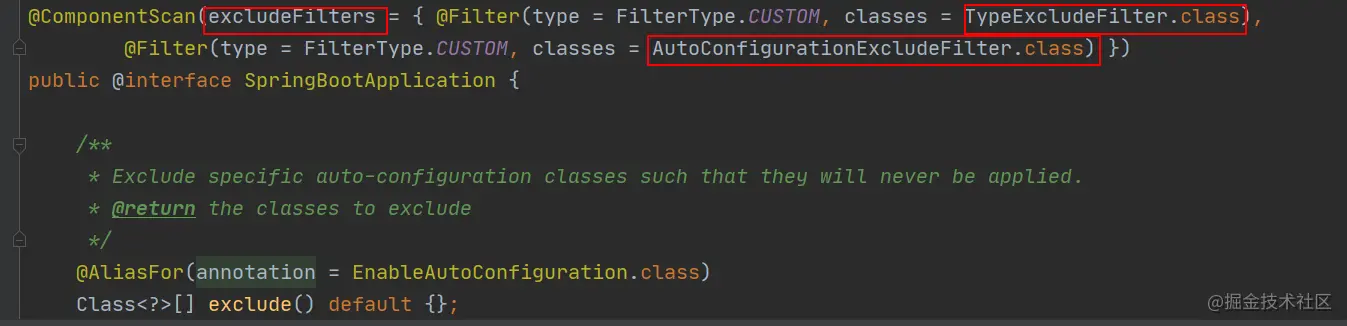 @ComponentScan(excludeFilters = { @Filter(type = FilterType.CUSTOM, classes = TypeExcludeFilter.class),
@Filter(type = FilterType.CUSTOM, classes = AutoConfigurationExcludeFilter.class) })
public @interface SpringBootApplication {
/**
* Exclude specific auto-configuration classes such that they will never be applied.
* @return the classes to exclude
*/
@AliasFor(annotation = EnableAutoConfiguration.class)
Class<?>[] exclude() default {};
@掘金技术社区